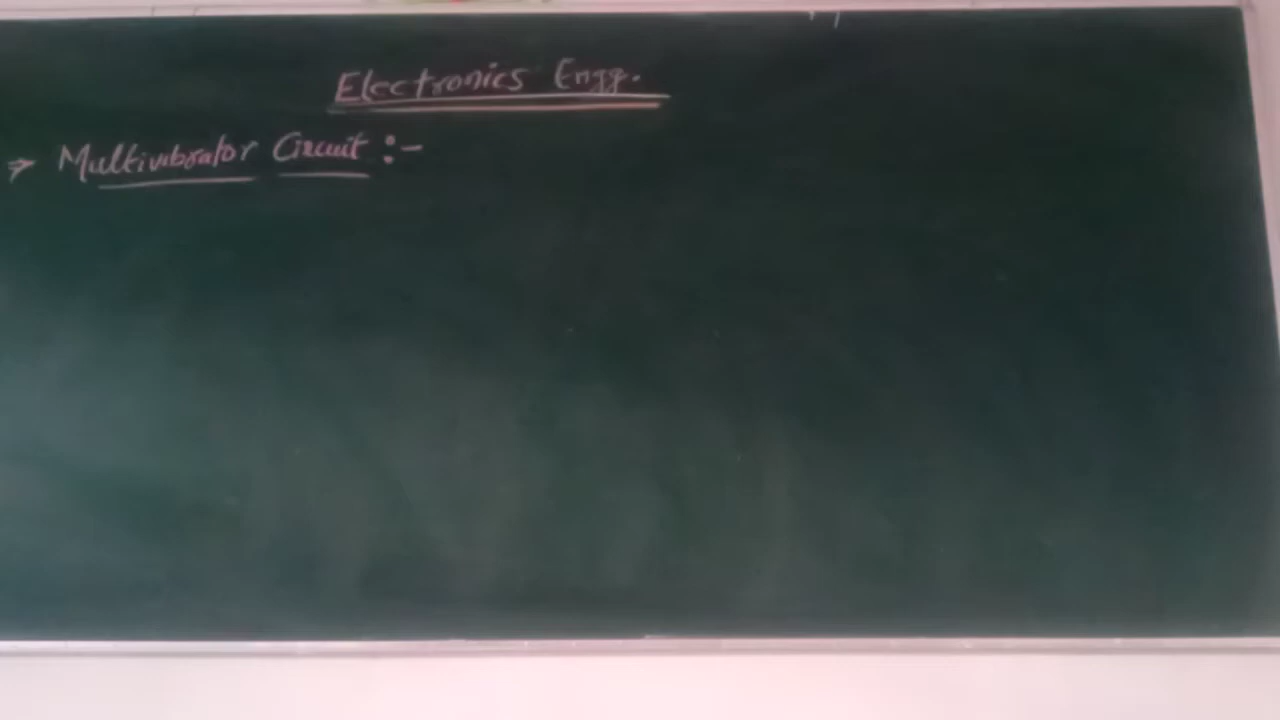 Electronics Engg.
⇒ Multivibrator Circuit :-